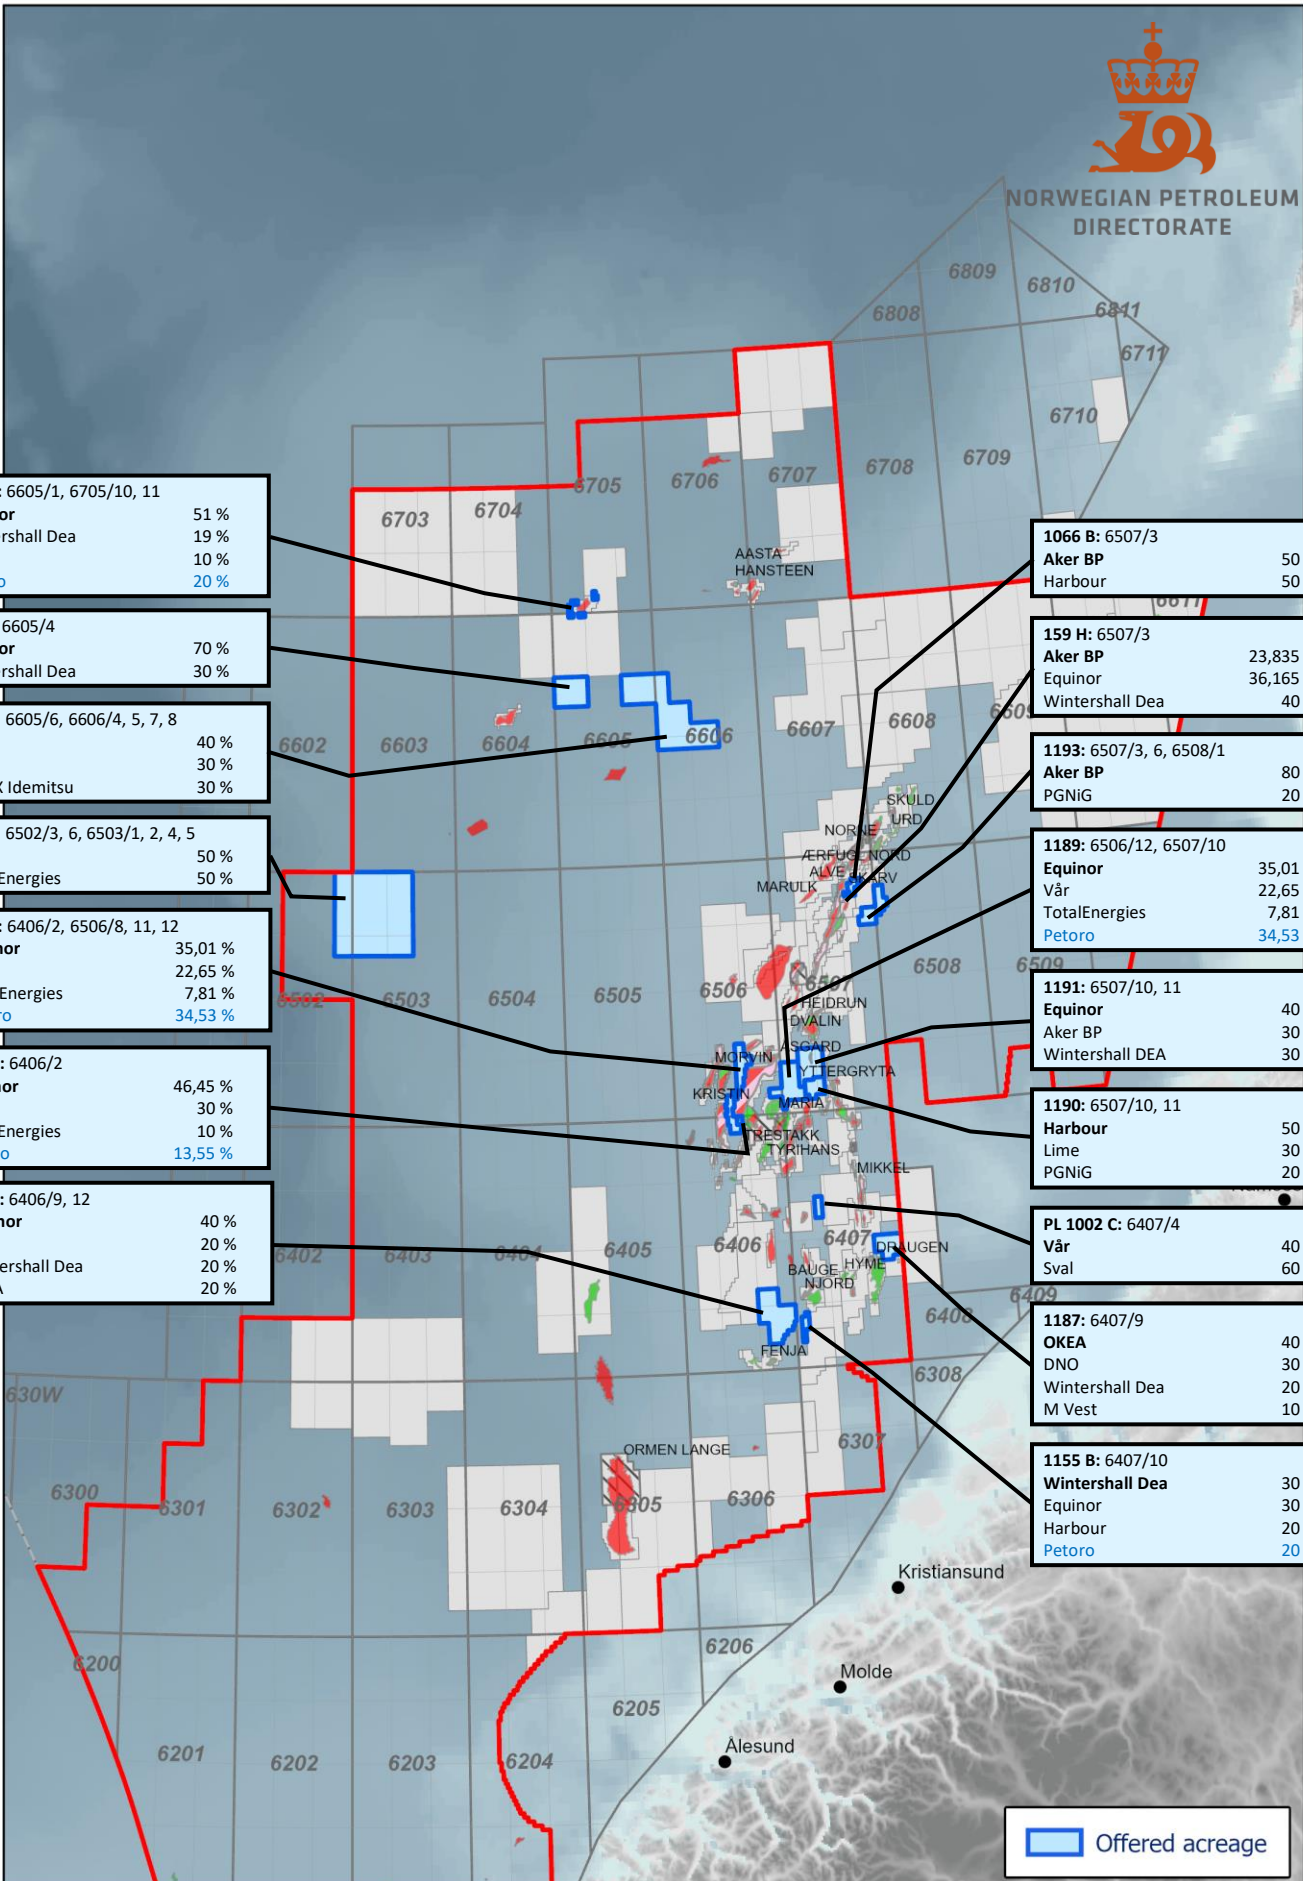 NORWEGIAN PETROLEUM
DIRECTORATE
6809
6810
6808
6811
6711
6710
6709
6708
6707
6706
6705
6704
6703
: 6605/1, 6705/10, 11
or 51 %
ershall Dea 19 %
10 %
o 20 %
6605/4
or 70 %
ershall Dea 30 %
6605/6, 6606/4, 5, 7, 8
40 %
30 %
X Idemitsu 30 %
6502/3, 6, 6503/1, 2, 4, 5
50 %
Energies 50 %
: 6406/2, 6506/8, 11, 12
nor 35,01 %
22,65 %
Energies 7,81 %
ro 34,53 %
: 6406/2
nor 46,45 %
30 %
Energies 10 %
o 13,55 %
: 6406/9, 12
nor 40 %
20 %
ershall Dea 20 %
A 20 %
1066 B: 6507/3
Aker BP 50
Harbour 50
159 H: 6507/3
Aker BP 23,835
Equinor 36,165
Wintershall Dea 40
1193: 6507/3, 6, 6508/1
Aker BP 80
PGNiG 20
1189: 6506/12, 6507/10
Equinor 35,01
Vår 22,65
TotalEnergies 7,81
Petoro 34,53
1191: 6507/10, 11
Equinor 40
Aker BP 30
Wintershall DEA 30
1190: 6507/10, 11
Harbour 50
Lime 30
PGNiG 20
PL 1002 C: 6407/4
Vår 40
Sval 60
1187: 6407/9
OKEA 40
DNO 30
Wintershall Dea 20
M Vest 10
1155 B: 6407/10
Wintershall Dea 30
Equinor 30
Harbour 20
Petoro 20
AASTA
HANSTEEN
6611
6602
6603
6604
6605
6606
6607
6608
6609
SKULD
URD
NORNE
ÆRFUGL NORD
ALVE
SKARV
MARULK
6502
6503
6504
6505
6506
6507
6508
6509
HEIDRUN
DVALIN
ÅSGARD
MORVIN
YTTERGRYTA
KRISTIN
MARIA
TRESTAKK
TYRIHANS
MIKKEL
6402
6403
6404
6405
6406
6407
DRAUGEN
BAUGE
HYME
NJORD
6408
6409
FENJA
6308
630W
6307
ORMEN LANGE
6300
6301
6302
6303
6304
6305
6306
Kristiansund
6206
6200
Molde
6205
Ålesund
6201
6202
6203
6204
Offered acreage